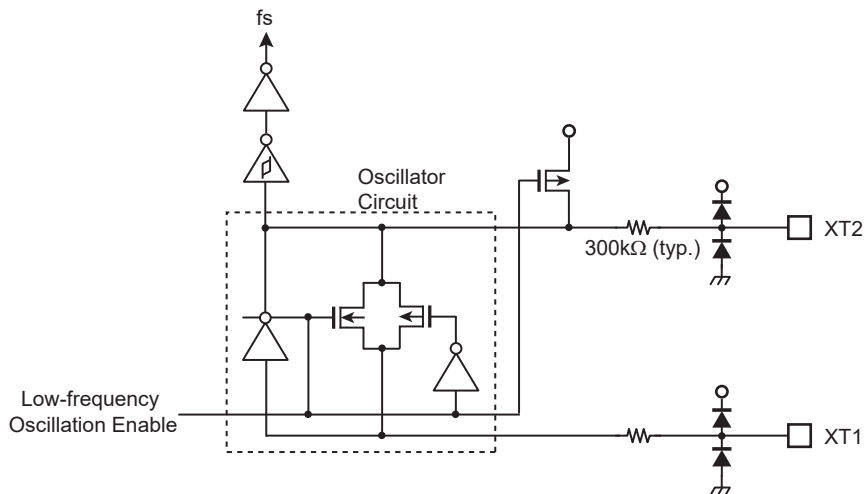 fs
Oscillator
Circuit
XT2
300kΩ (typ.)
Low-frequency
Oscillation Enable
XT1